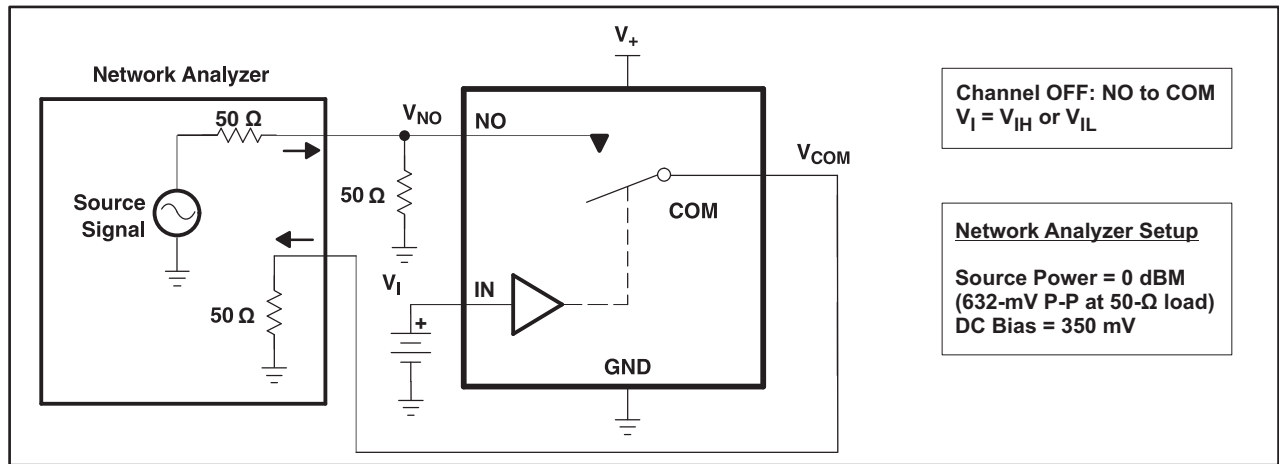 V+
Network Analyzer
50 Ω
VNO
NO
Channel OFF: NO to COM
VI = VIH or VIL
VCOM
50 Ω
Source
Signal
COM
Network Analyzer Setup
Source Power = 0 dBM
(632-mV P-P at 50-Ω load)
DC Bias = 350 mV
VI
IN
50 Ω
+
GND